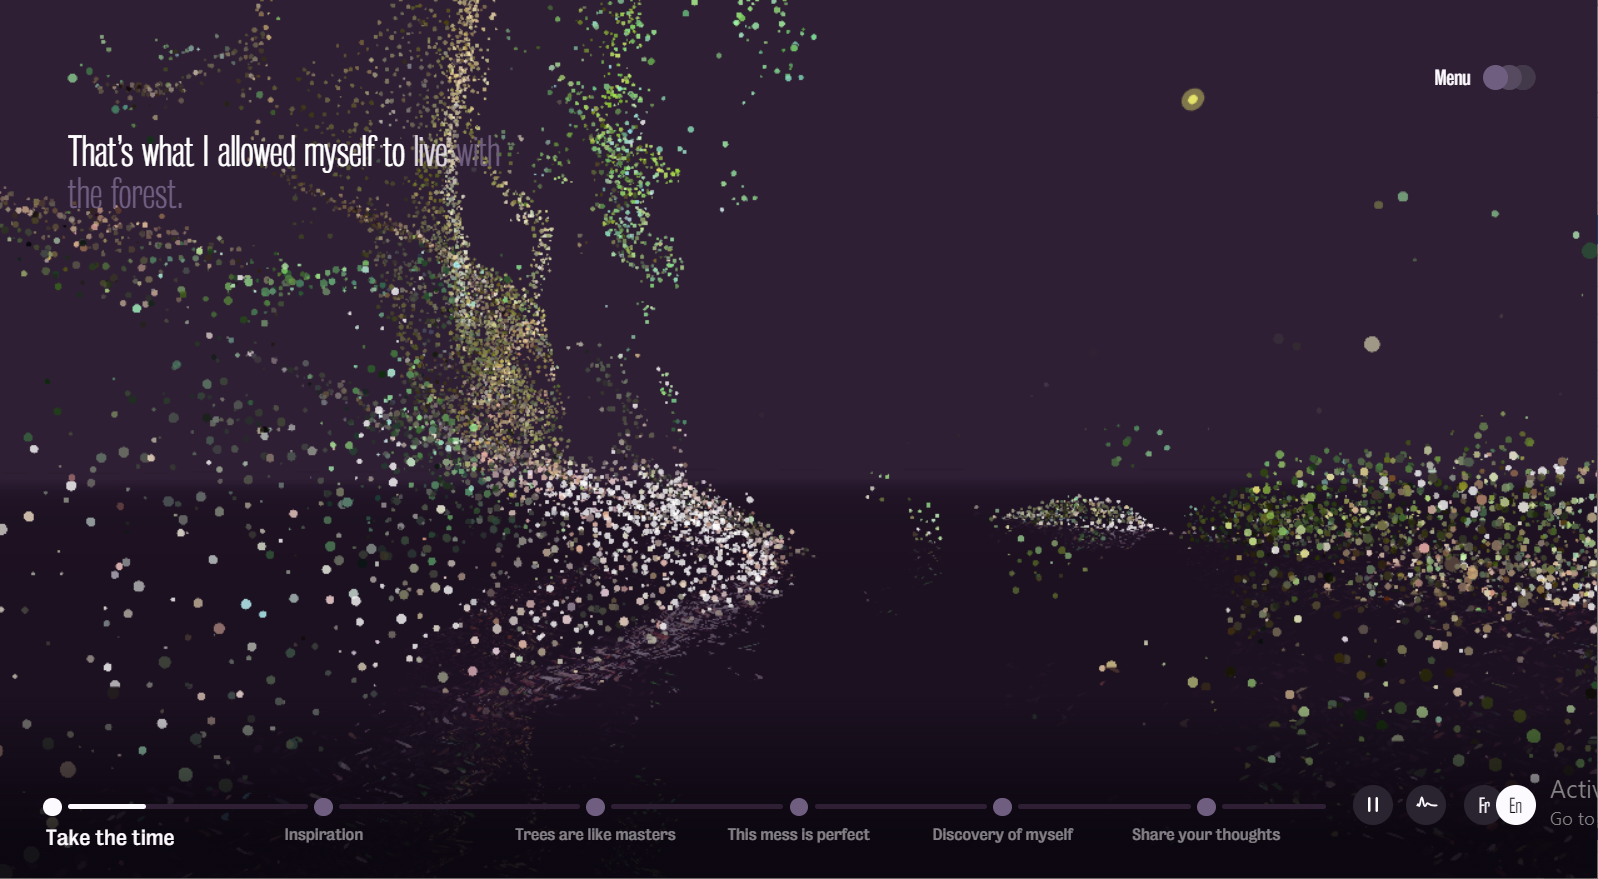 Menu
That's what I allowed myself to live with
the forest.
Take the time
Inspiration
Trees are like masters
This mess is perfect
Discovery of myself
Share your thoughts
Fr
En
Go to